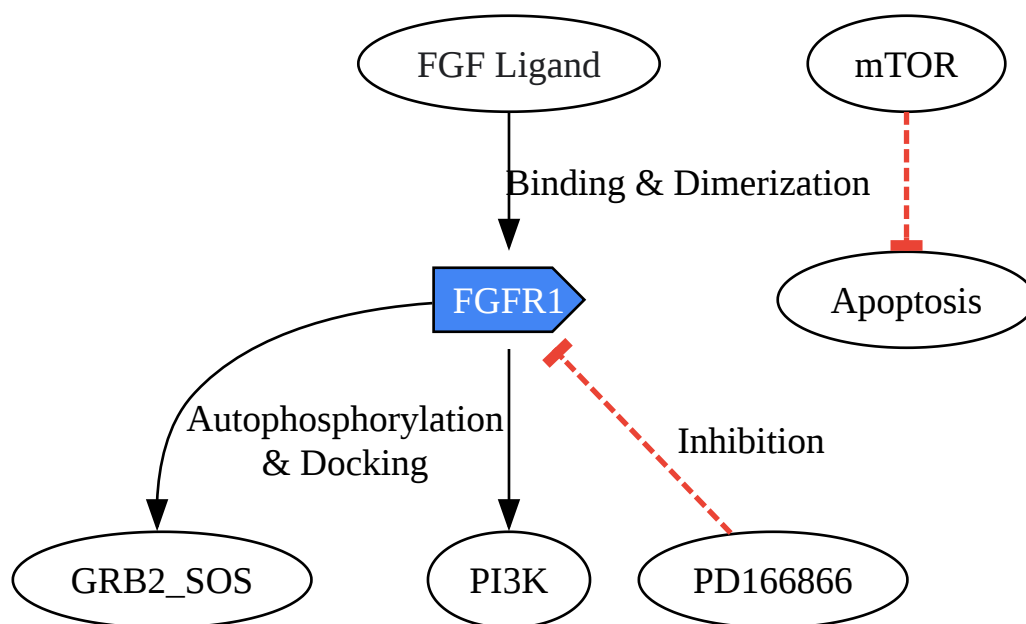 FGF Ligand
mTOR
Binding & Dimerization
FGFR1
Apoptosis
Autophosphorylation
& Docking
Inhibition
GRB2_SOS
PI3K
PD166866